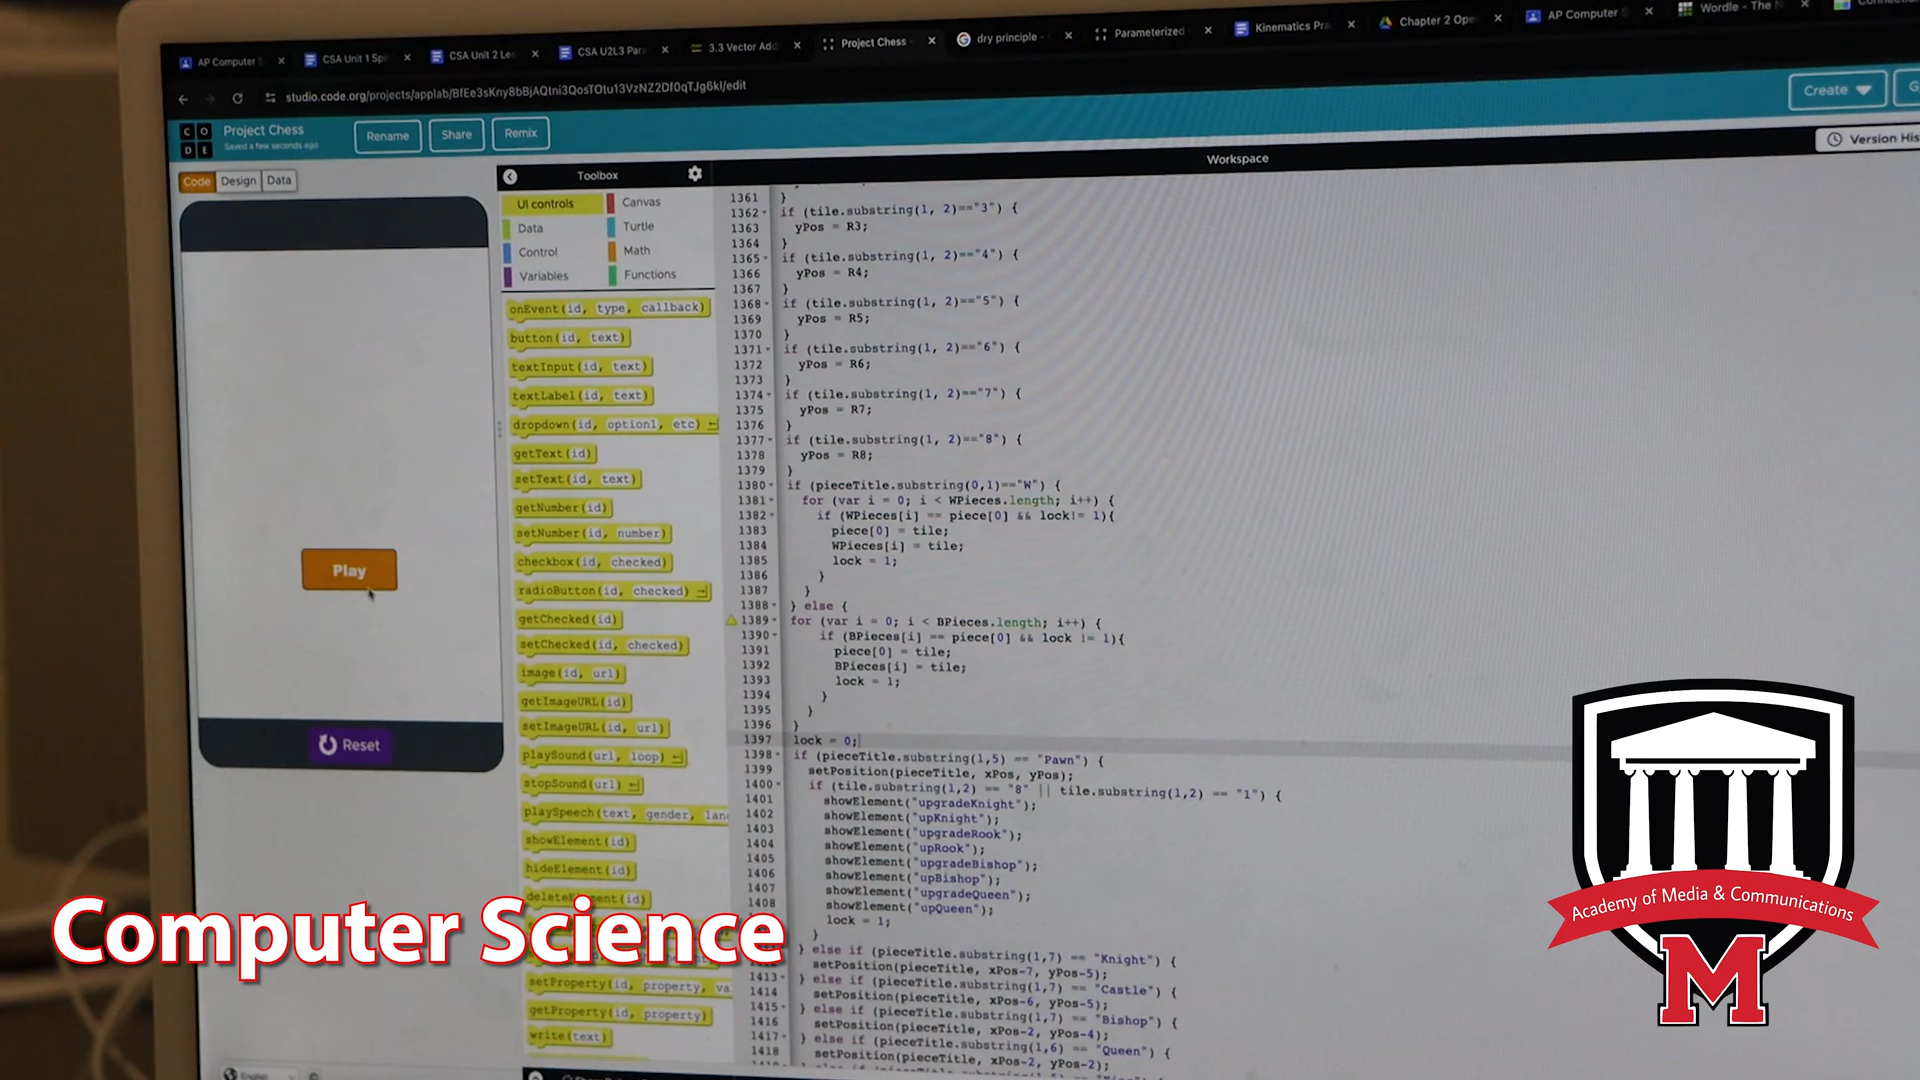 AP Computer S
CSA Unit 1 Spi
CSA Unit 2 Les
CSA U2L3 Para
3.3 Vector Add
Project Chess
dry principle -
Parameterized
Kinematics Pra
Chapter 2 Ope
AP Computer S
Wordle - The N
studio.code.org/projects/applab/BfEe3sKny8bBjAQtni3QosTOtu13VzNZ2Df0qTJg6kI/edit
CODE
Project Chess
Saved a few seconds ago
Rename
Share
Remix
Create
Version His
Code
Design
Data
Toolbox
Workspace
UI controls
Canvas
Data
Turtle
Control
Math
Variables
Functions
onEvent(id, type, callback)
button(id, text)
textInput(id, text)
textLabel(id, text)
dropdown(id, option1, etc)
getText(id)
setText(id, text)
getNumber(id)
setNumber(id, number)
checkbox(id, checked)
radioButton(id, checked)
getChecked(id)
setChecked(id, checked)
image(id, url)
getImageURL(id)
setImageURL(id, url)
playSound(url, loop)
stopSound(url)
playSpeech(text, gender, lan
showElement(id)
hideElement(id)
setProperty(id, property, va
getProperty(id, property)
write(text)
Play
Reset
English
1361 }
1362 if (tile.substring(1, 2)=="3") {
1363 yPos = R3;
1364 }
1365 if (tile.substring(1, 2)=="4") {
1366 yPos = R4;
1367 }
1368 if (tile.substring(1, 2)=="5") {
1369 yPos = R5;
1370 }
1371 if (tile.substring(1, 2)=="6") {
1372 yPos = R6;
1373 }
1374 if (tile.substring(1, 2)=="7") {
1375 yPos = R7;
1376 }
1377 if (tile.substring(1, 2)=="8") {
1378 yPos = R8;
1379 }
1380 if (pieceTitle.substring(0,1)=="W") {
1381 for (var i = 0; i < WPieces.length; i++) {
1382 if (WPieces[i] == piece[0] && lock!= 1){
1383 piece[0] = tile;
1384 WPieces[i] = tile;
1385 lock = 1;
1386 }
1387 }
1388 } else {
1389 for (var i = 0; i < BPieces.length; i++) {
1390 if (BPieces[i] == piece[0] && lock != 1){
1391 piece[0] = tile;
1392 BPieces[i] = tile;
1393 lock = 1;
1394 }
1395 }
1396 }
1397 lock = 0;
1398 if (pieceTitle.substring(1,5) == "Pawn") {
1399 setPosition(pieceTitle, xPos, yPos);
1400 if (tile.substring(1,2) == "8" || tile.substring(1,2) == "1") {
1401 showElement("upgradeKnight");
1402 showElement("upKnight");
1403 showElement("upgradeRook");
1404 showElement("upRook");
1405 showElement("upgradeBishop");
1406 showElement("upBishop");
1407 showElement("upgradeQueen");
1408 showElement("upQueen");
lock = 1;
}
} else if (pieceTitle.substring(1,7) == "Knight") {
setPosition(pieceTitle, xPos-7, yPos-5);
1413 } else if (pieceTitle.substring(1,7) == "Castle") {
1414 setPosition(pieceTitle, xPos-6, yPos-5);
1415 } else if (pieceTitle.substring(1,7) == "Bishop") {
1416 setPosition(pieceTitle, xPos-2, yPos-4);
1417 } else if (pieceTitle.substring(1,6) == "Queen") {
1418 setPosition(pieceTitle, xPos-2, yPos-2);
Computer Science
Academy of Media & Communications
M